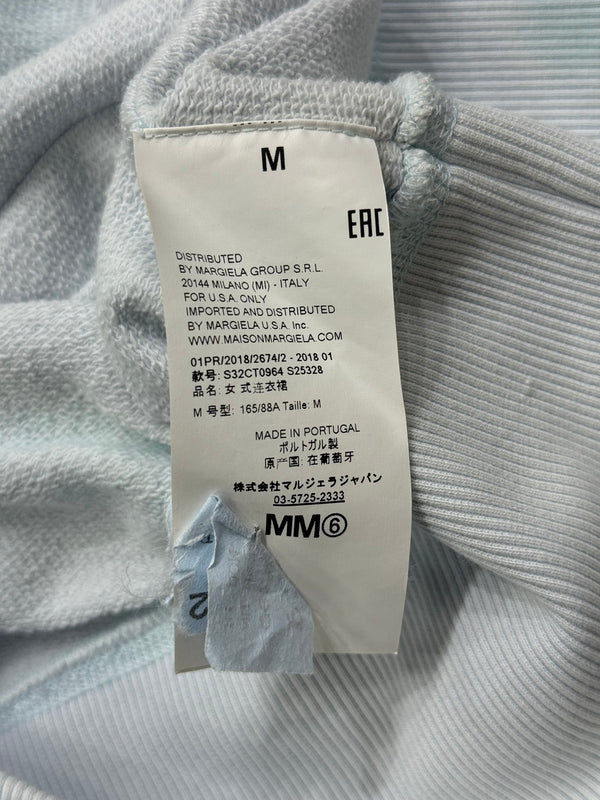 M
EAC
DISTRIBUTED
BY MARGIELA GROUP S.R.L.
20144 MILANO (MI) - ITALY
FOR U.S.A. ONLY
IMPORTED AND DISTRIBUTED
BY MARGIELA U.S.A. Inc.
WWW.MAISONMARGIELA.COM
01PR/2018/2674/2 - 2018 01
款号: S32CT0964 S25328
品名: 女 式连衣裙
M 号型: 165/88A Taille: M
MADE IN PORTUGAL
ポルトガル製
原产国: 在葡萄牙
株式会社マルジェラジャパン
03-5725-2333
MM⑥
2